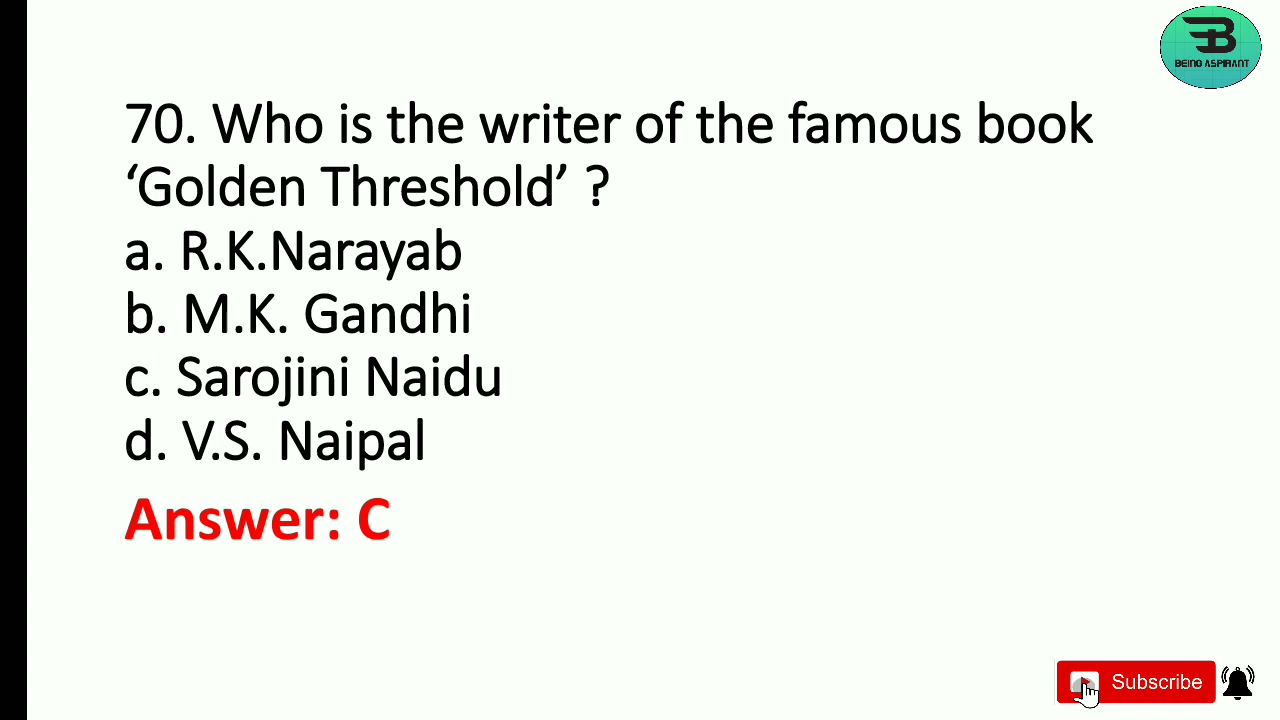 BEING ASPIRANT
70. Who is the writer of the famous book
‘Golden Threshold’ ?
a. R.K.Narayab
b. M.K. Gandhi
c. Sarojini Naidu
d. V.S. Naipal
Answer: C
Subscribe